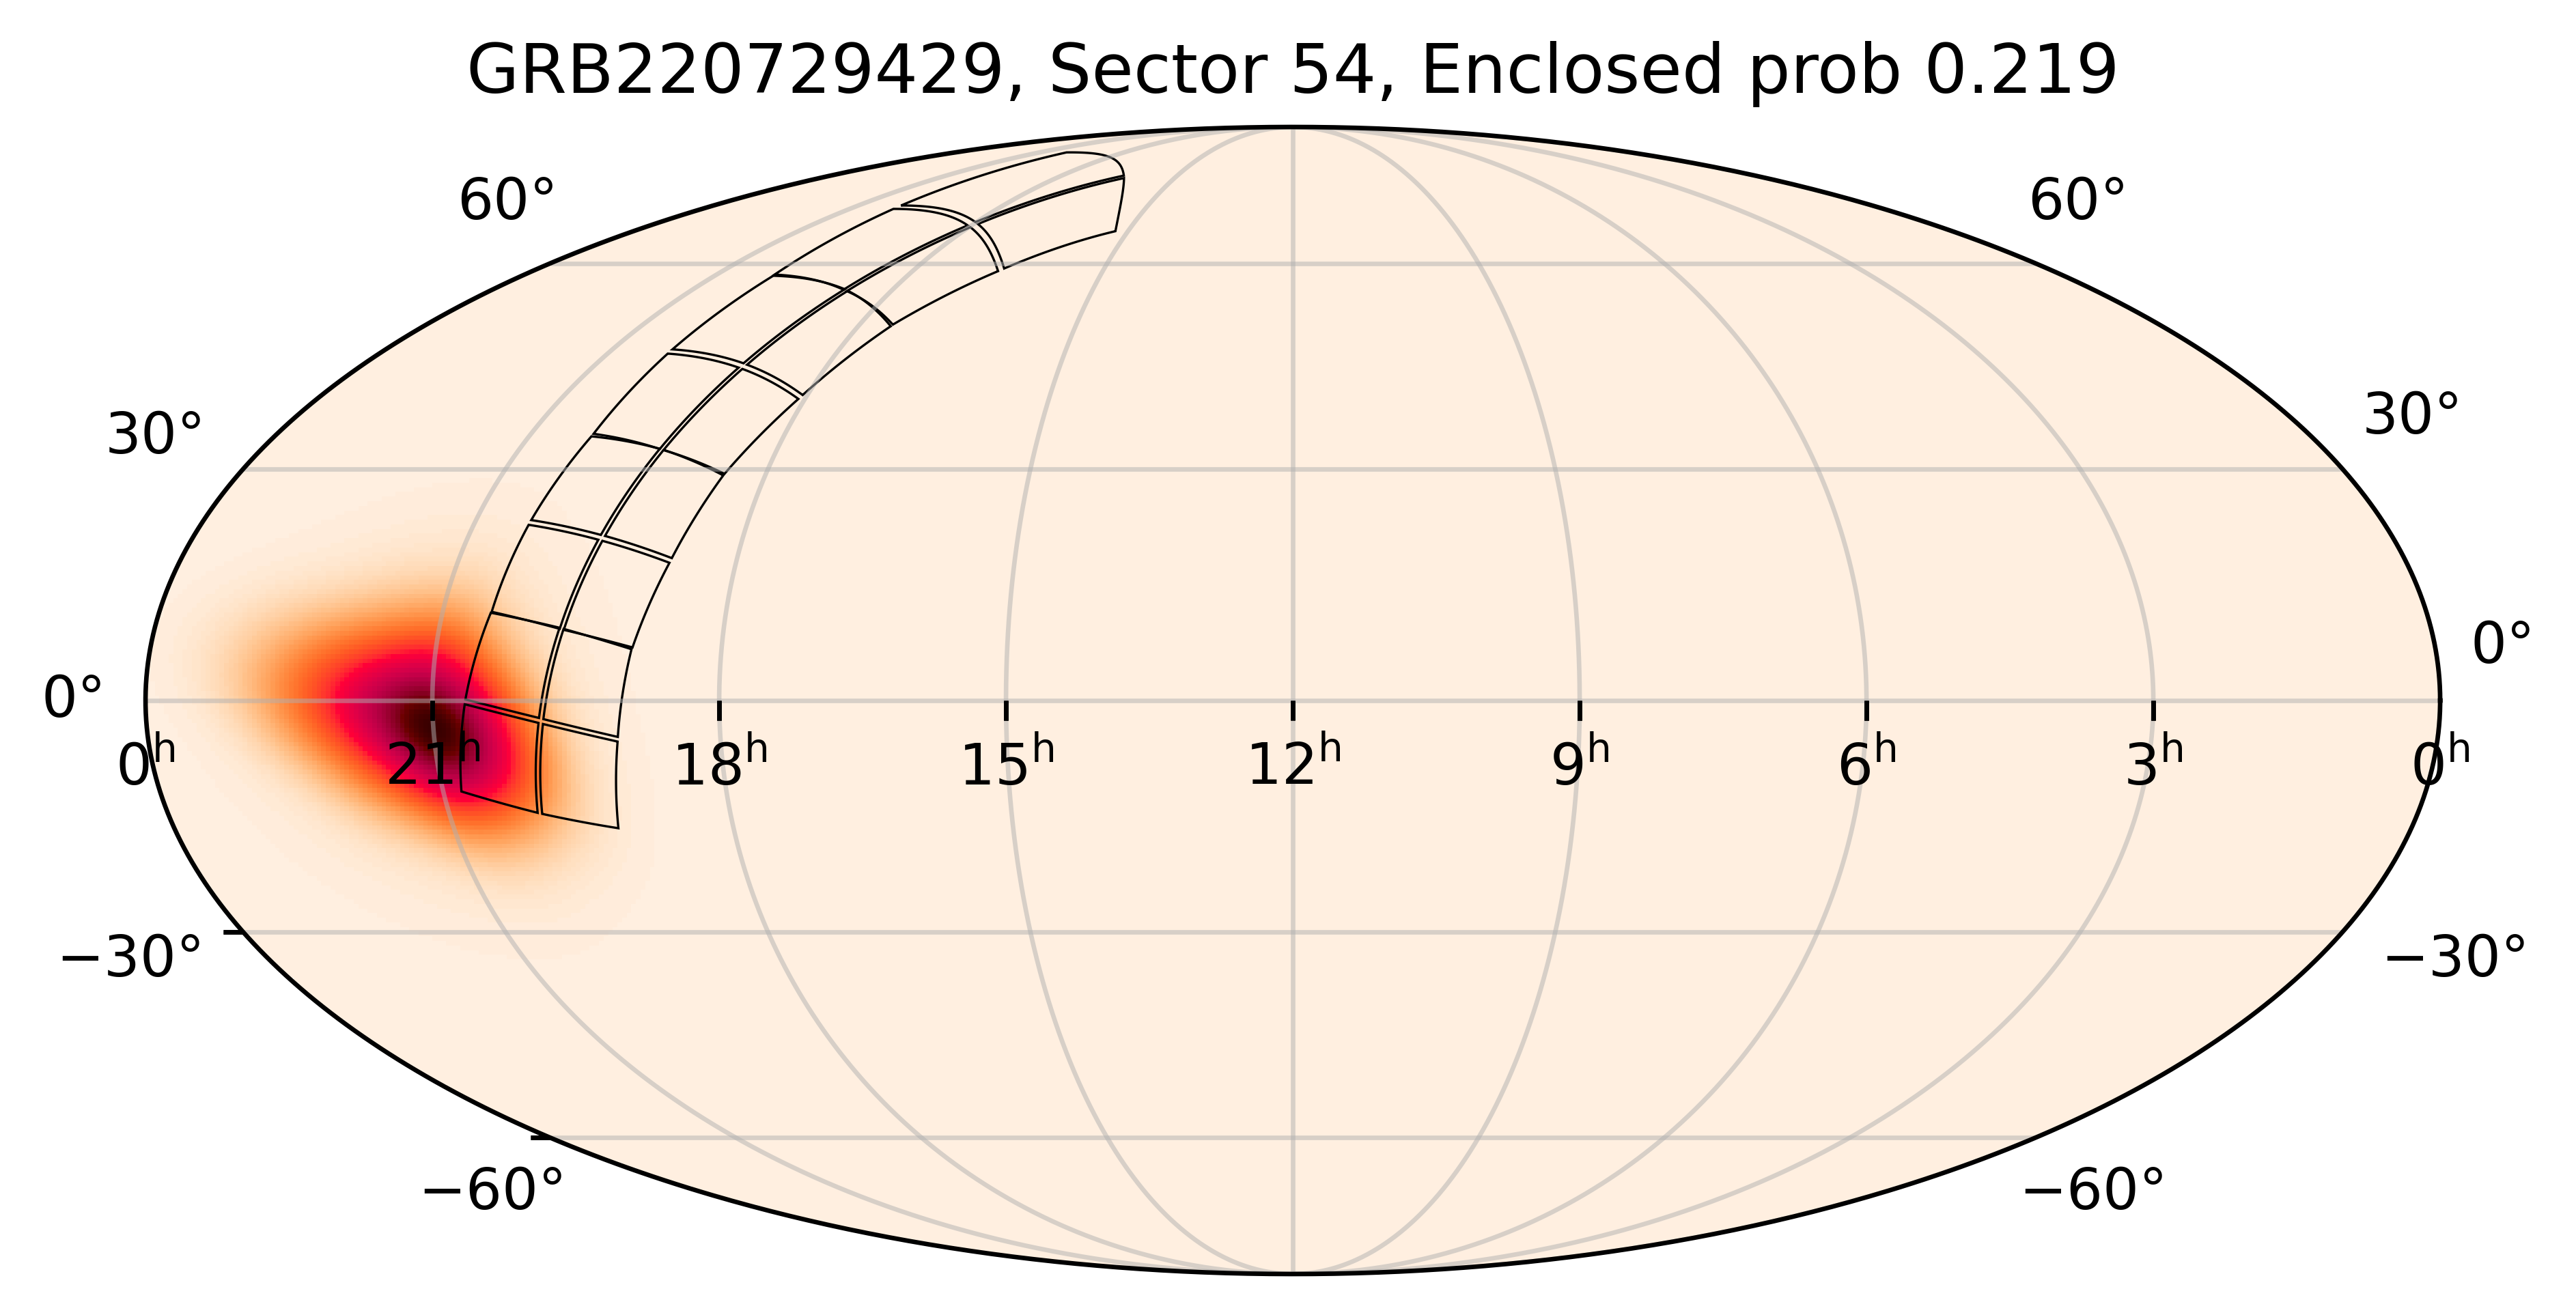 GRB220729429, Sector 54, Enclosed prob 0.219
60° 60°
30° 30°
0° 0°
0ʰ 21ʰ 18ʰ 15ʰ 12ʰ 9ʰ 6ʰ 3ʰ 0ʰ
−30° −30°
−60° −60°